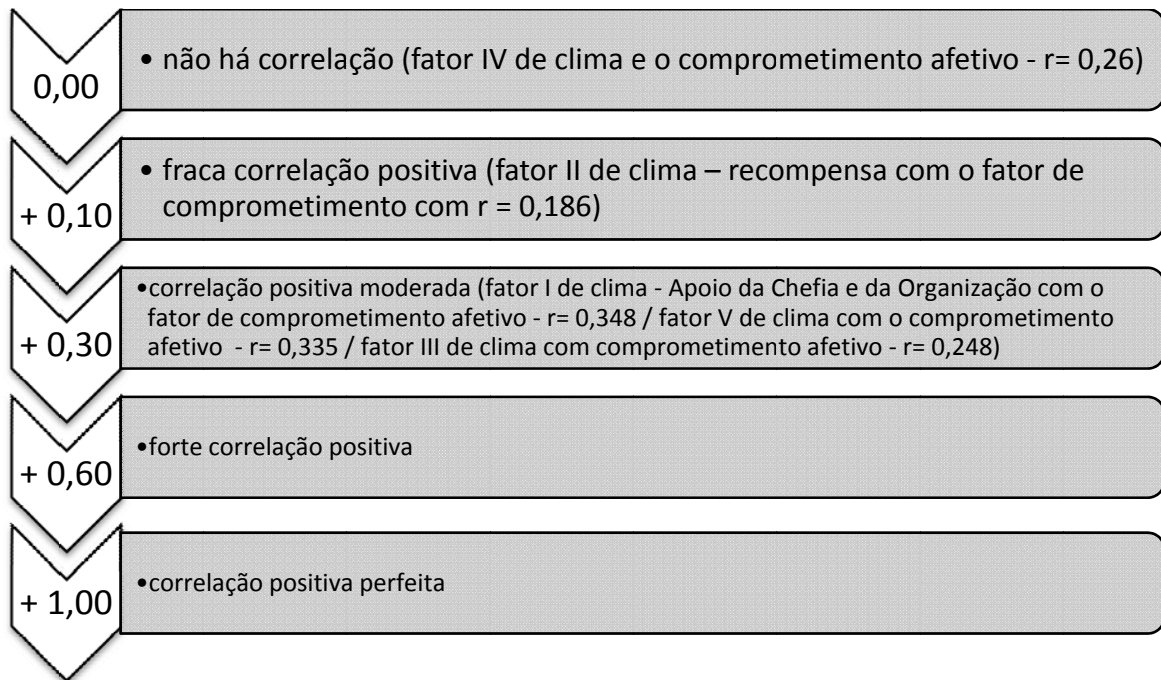 0,00
• não há correlação (fator IV de clima e o comprometimento afetivo - r= 0,26)
+ 0,10
• fraca correlação positiva (fator II de clima – recompensa com o fator de
comprometimento com r = 0,186)
+ 0,30
•correlação positiva moderada (fator I de clima - Apoio da Chefia e da Organização com o
fator de comprometimento afetivo - r= 0,348 / fator V de clima com o comprometimento
afetivo - r= 0,335 / fator III de clima com comprometimento afetivo - r= 0,248)
+ 0,60
•forte correlação positiva
+ 1,00
•correlação positiva perfeita